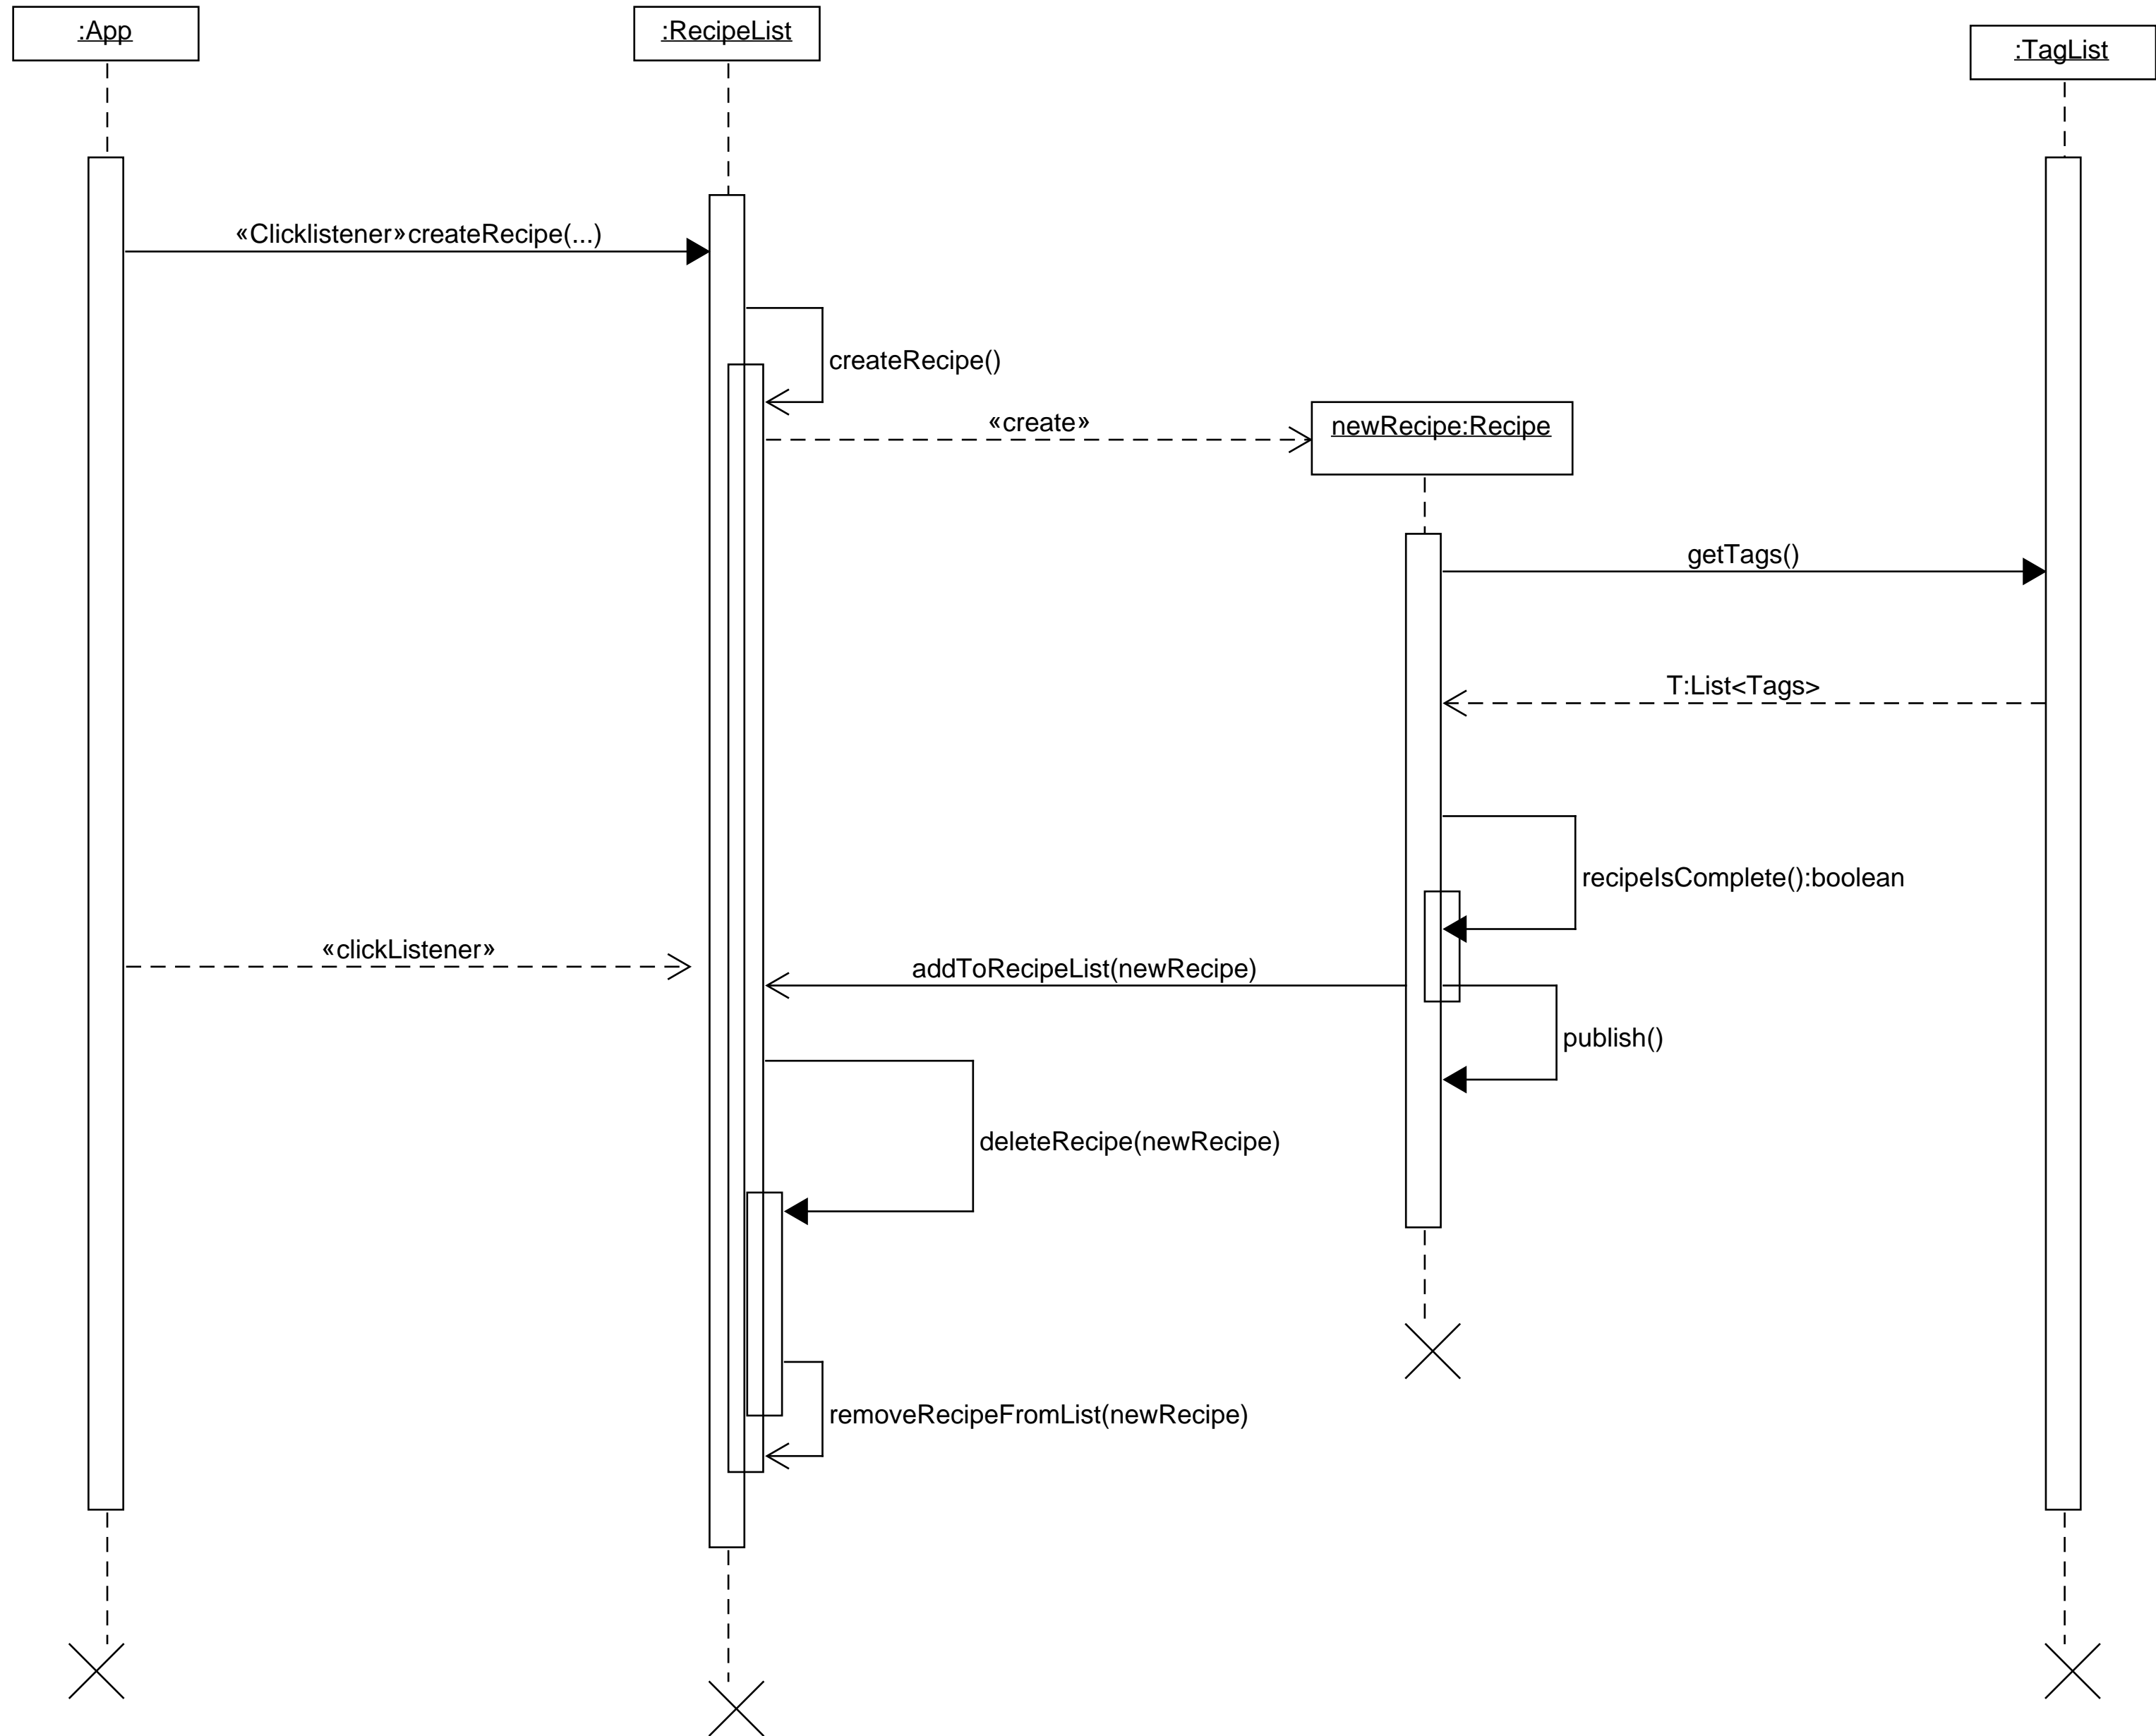 :App
:RecipeList
:TagList
«Clicklistener»createRecipe(...)
createRecipe()
«create»
newRecipe:Recipe
getTags()
T:List<Tags>
recipeIsComplete():boolean
«clickListener»
addToRecipeList(newRecipe)
publish()
deleteRecipe(newRecipe)
removeRecipeFromList(newRecipe)